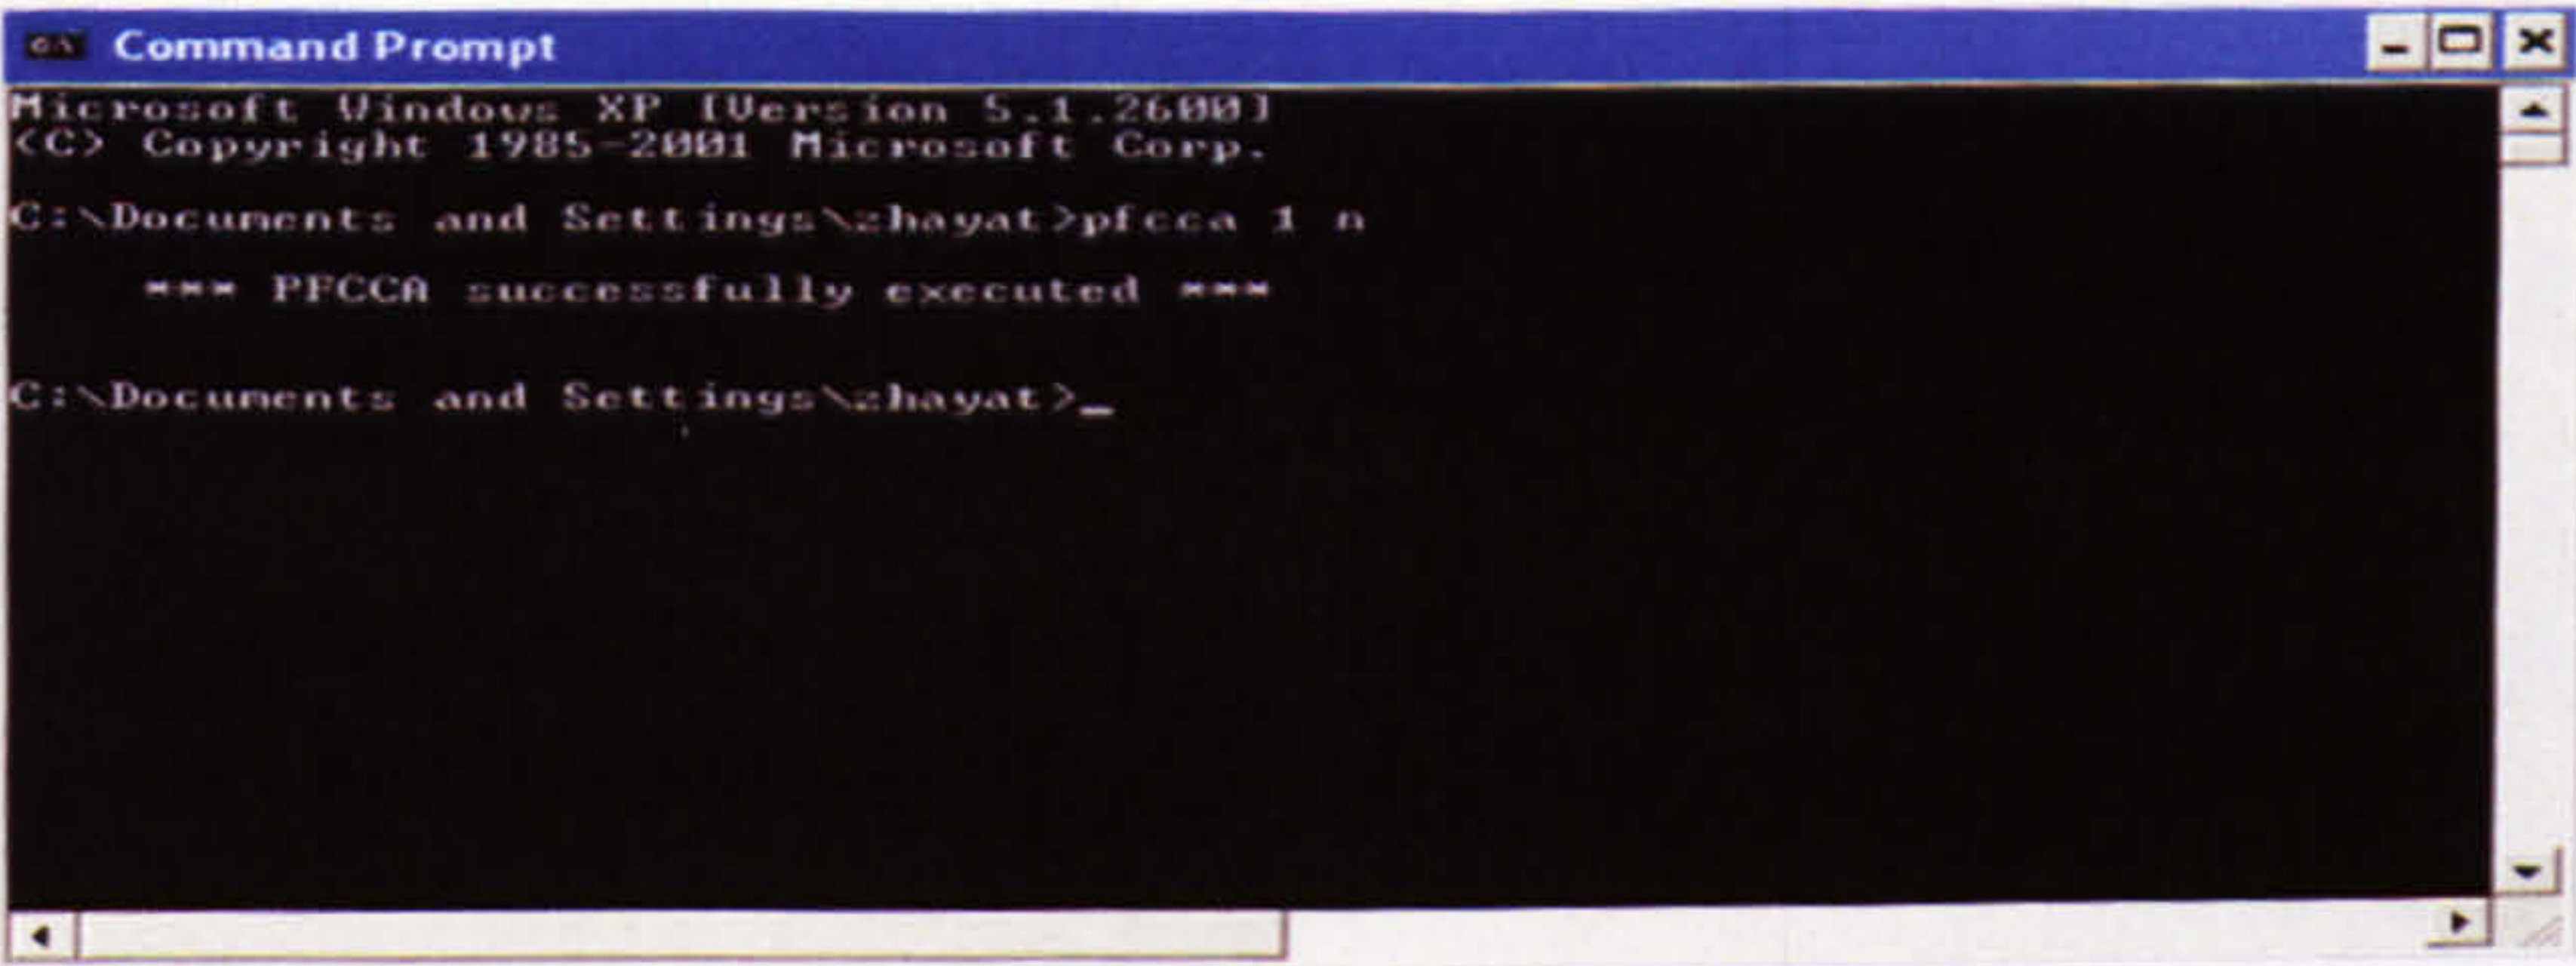 Command Prompt
Microsoft Windows XP [Version 5.1.2600]
(C) Copyright 1985-2001 Microsoft Corp.
C:\Documents and Settings\zhayat>pfcca 1 n
*** PFCCA successfully executed ***
C:\Documents and Settings\zhayat>_